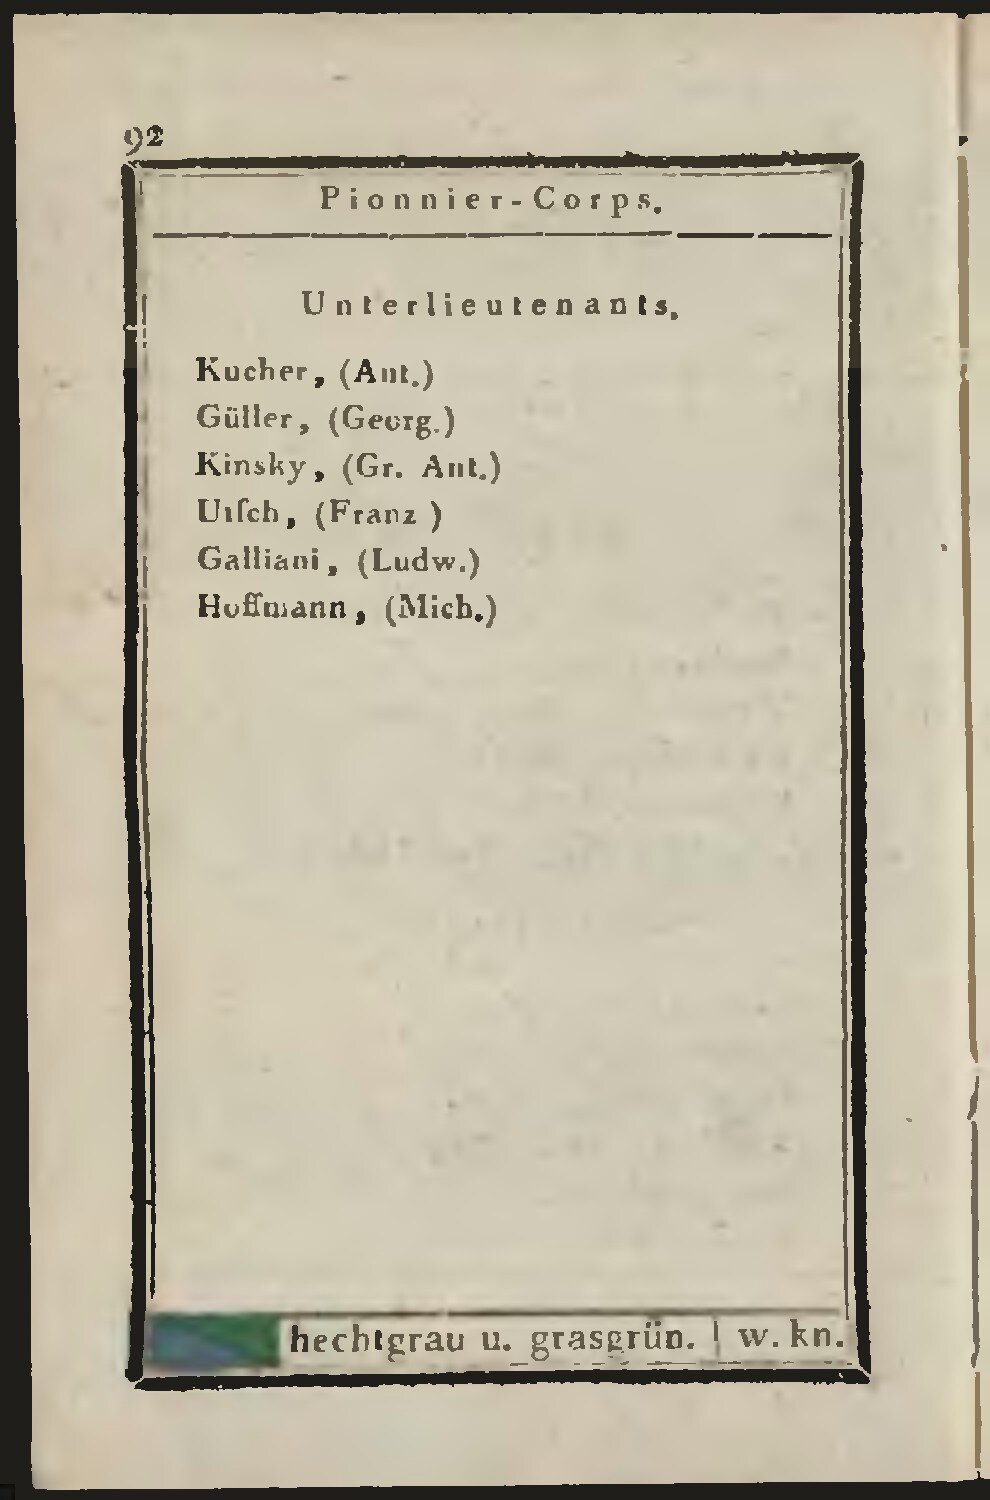 92
Pionnier-Corps.
Unterlieutenants.
Kucher, (Ant.)
Güller, (Georg.)
Kinsky, (Gr. Ant.)
(Franz )
Galliani, (Ludw.)
Hoffmann, (Mich.)
hechtgrau u. grasgrün. | w. kn.